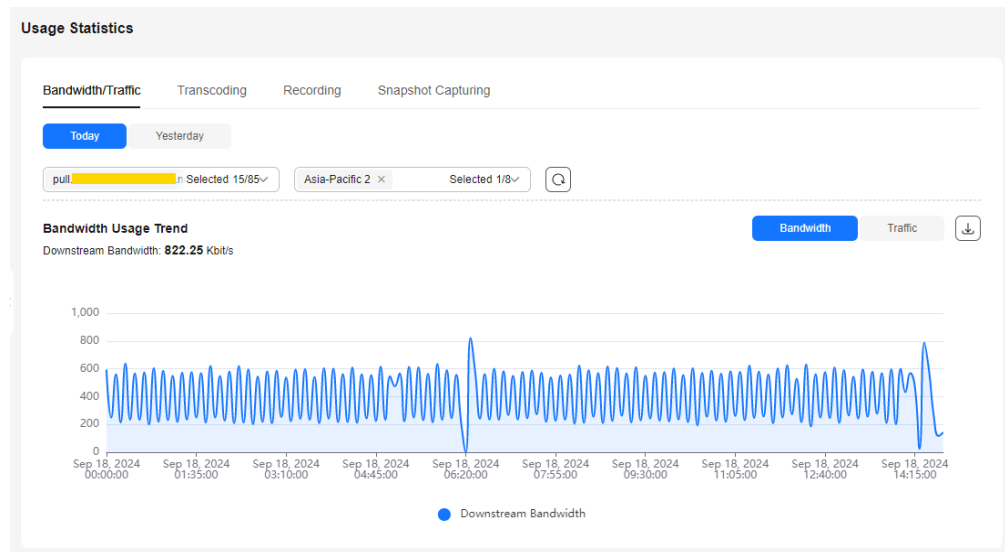 Usage Statistics
Bandwidth/Traffic Transcoding Recording Snapshot Capturing
Today Yesterday
pull. n Selected 15/85 Asia-Pacific 2 × Selected 1/8
Bandwidth Usage Trend Bandwidth Traffic
Downstream Bandwidth: 822.25 Kbit/s
1,000
800
600
400
200
0
Sep 18, 2024 Sep 18, 2024 Sep 18, 2024 Sep 18, 2024 Sep 18, 2024 Sep 18, 2024 Sep 18, 2024 Sep 18, 2024 Sep 18, 2024 Sep 18, 2024
00:00:00 01:35:00 03:10:00 04:45:00 06:20:00 07:55:00 09:30:00 11:05:00 12:40:00 14:15:00
Downstream Bandwidth